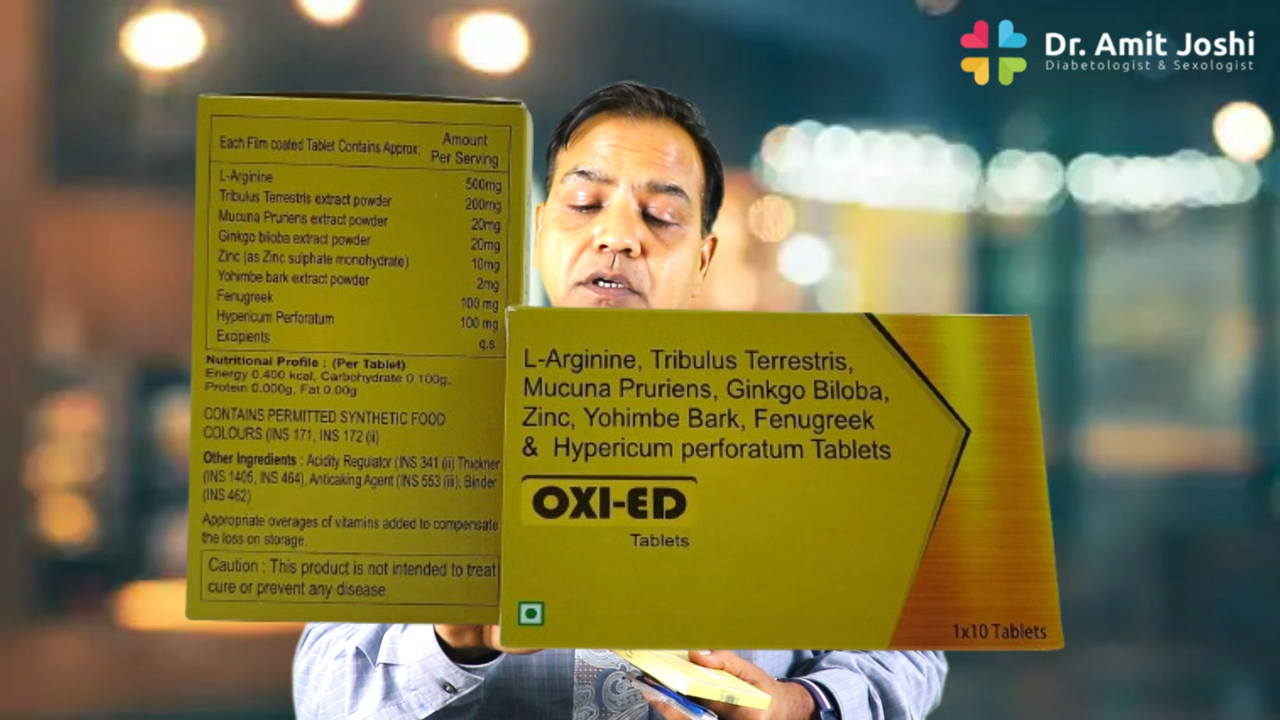 Dr. Amit Joshi
Diabetologist & Sexologist
Each Film coated Tablet Contains Approx:
Amount
Per Serving
L-Arginine 500mg
Tribulus Terrestris extract powder 200mg
Mucuna Pruriens extract powder 20mg
Ginkgo biloba extract powder 20mg
Zinc (as Zinc sulphate monohydrate) 10mg
Yohimbe bark extract powder 2mg
Fenugreek 100 mg
Hypericum Perforatum 100 mg
Excipients q.s.
Nutritional Profile : (Per Tablet)
Energy 0.400 kcal, Carbohydrate 0.100g,
Protein 0.000g, Fat 0.00g
CONTAINS PERMITTED SYNTHETIC FOOD
COLOURS (INS 171, INS 172 (ii)
Other Ingredients : Acidity Regulator (INS 341 (ii) Thickner
(INS 1405, INS 464), Anticaking Agent (INS 553 (iii), Binder
(INS 462)
Appropriate overages of vitamins added to compensate
the loss on storage.
Caution : This product is not intended to treat
cure or prevent any disease.
L-Arginine, Tribulus Terrestris,
Mucuna Pruriens, Ginkgo Biloba,
Zinc, Yohimbe Bark, Fenugreek
& Hypericum perforatum Tablets
OXI-ED
Tablets
1x10 Tablets